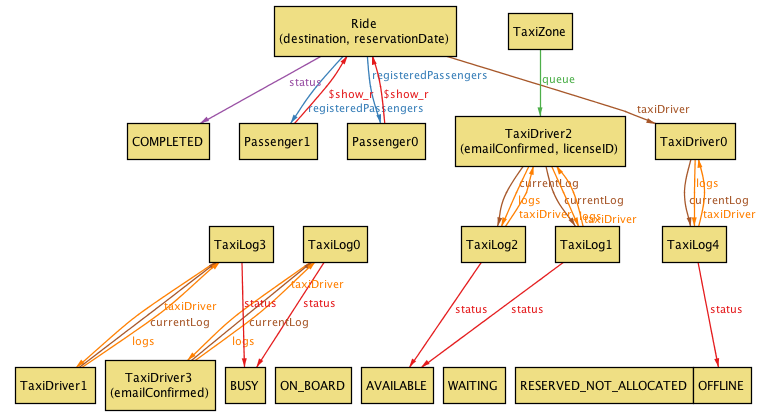 Ride
(destination, reservationDate)
TaxiZone
status
registeredPassengers
$show_r
$show_r
registeredPassengers
queue
taxiDriver
COMPLETED
Passenger1
Passenger0
TaxiDriver2
(emailConfirmed, licenseID)
TaxiDriver0
currentLog
logs
taxiDriver
currentLog
logs
taxiDriver
logs
currentLog
taxiDriver
TaxiLog3
TaxiLog0
TaxiLog2
TaxiLog1
TaxiLog4
taxiDriver
currentLog
logs
status
taxiDriver
currentLog
logs
status
status
status
status
TaxiDriver1
TaxiDriver3
(emailConfirmed)
BUSY
ON_BOARD
AVAILABLE
WAITING
RESERVED_NOT_ALLOCATED
OFFLINE